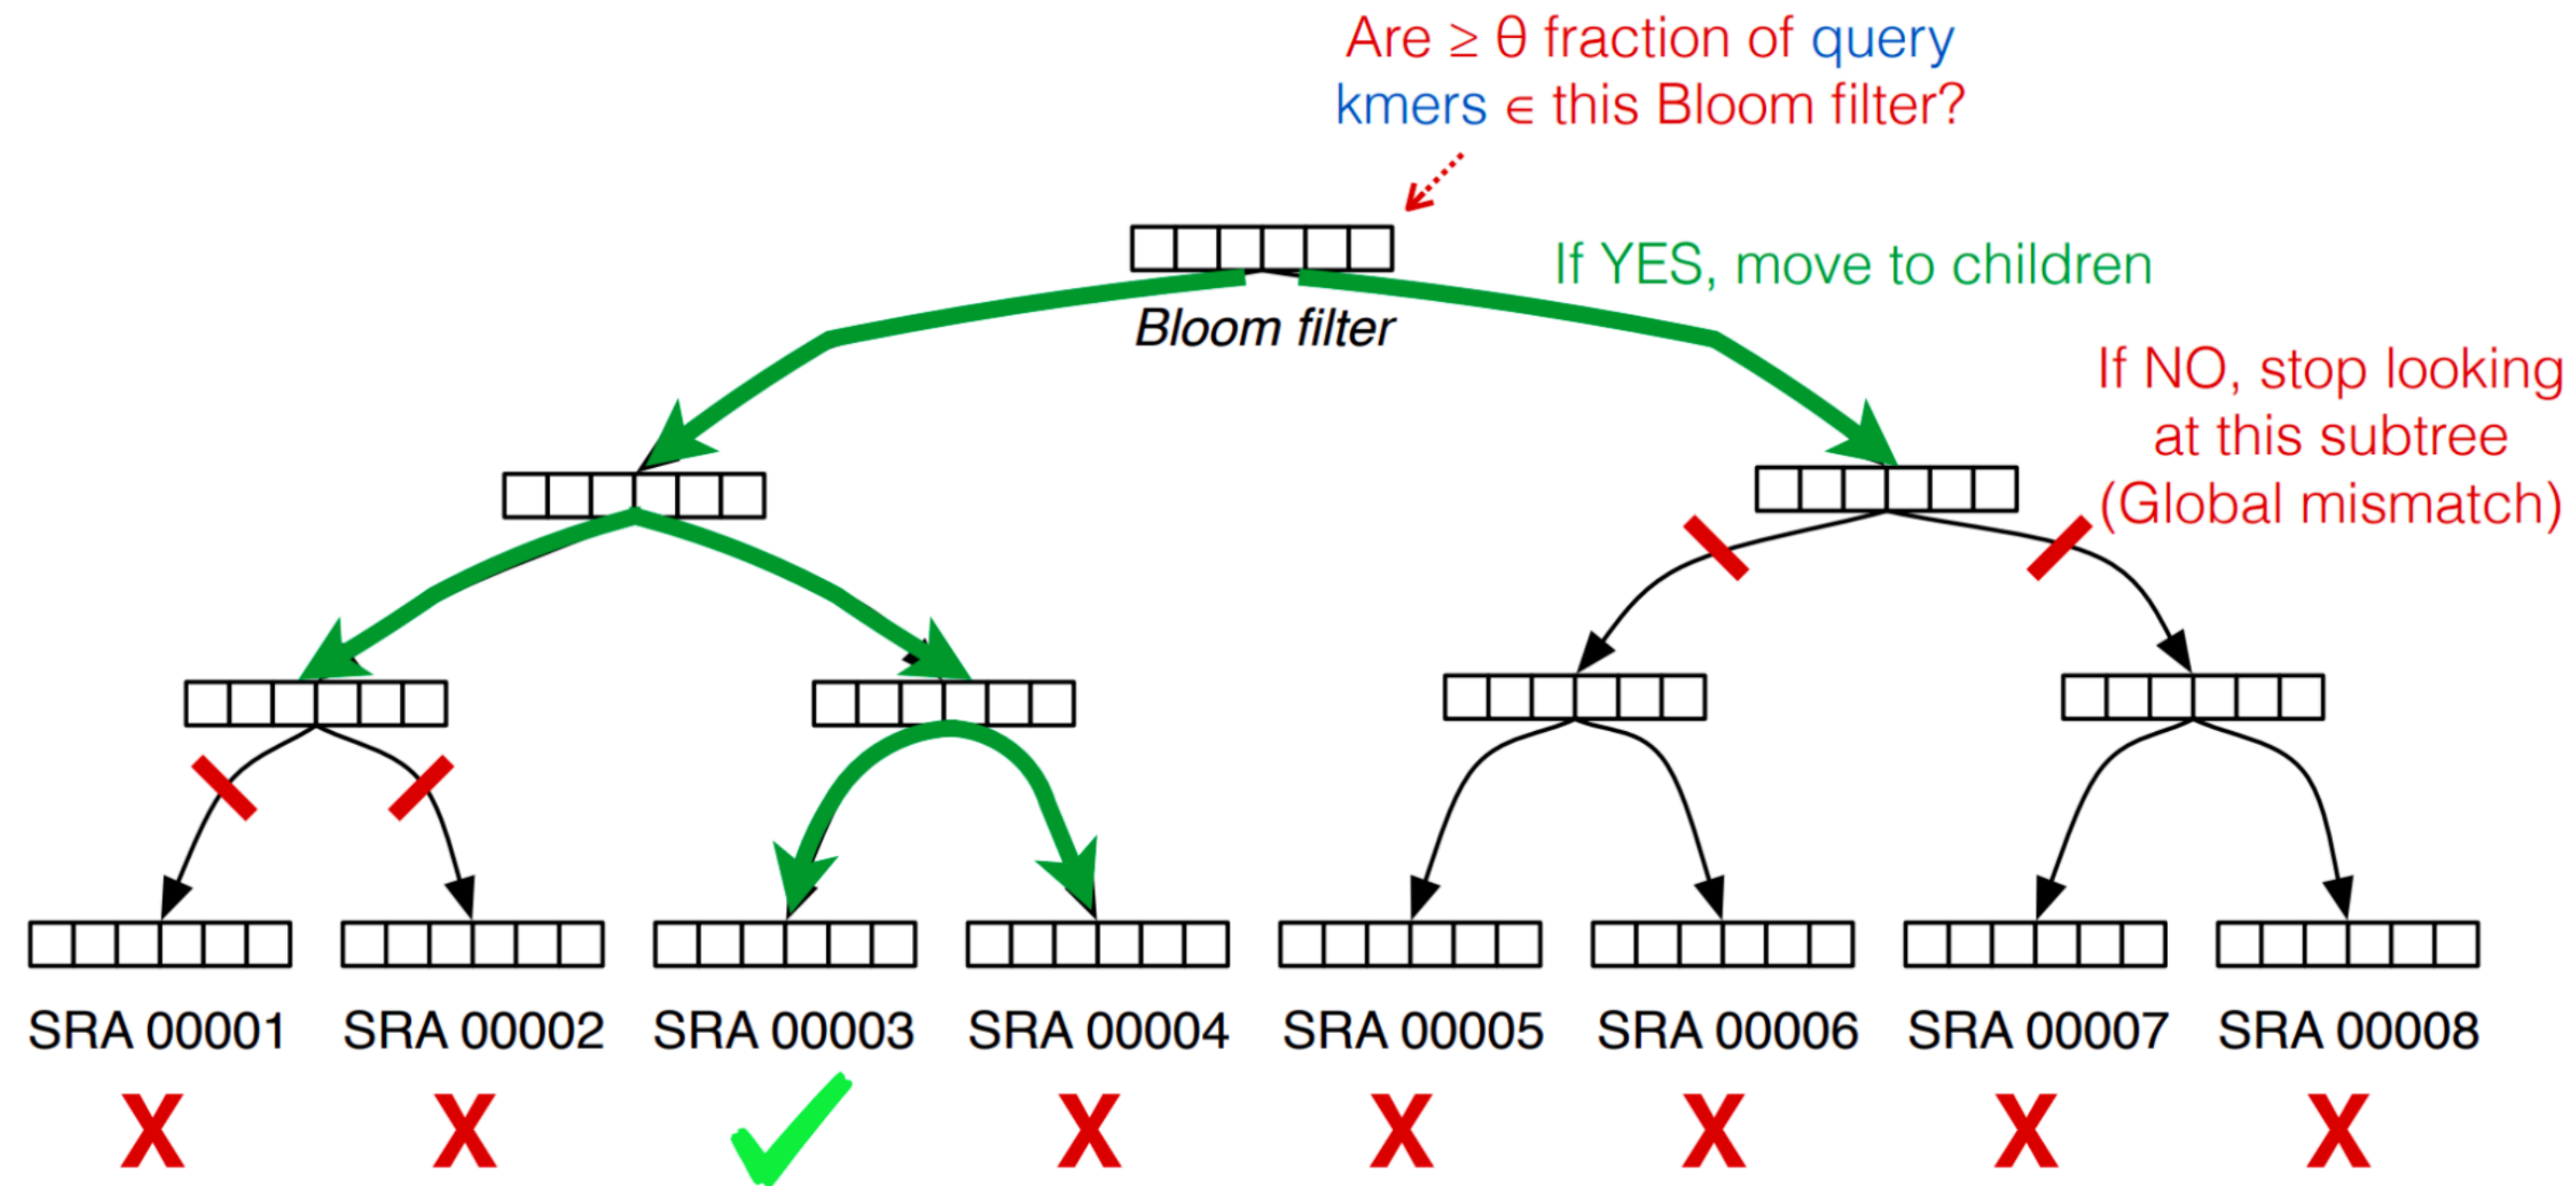 Are ≥ θ fraction of query
kmers ∈ this Bloom filter?
If YES, move to children
Bloom filter
If NO, stop looking
at this subtree
(Global mismatch)
SRA 00001 SRA 00002 SRA 00003 SRA 00004 SRA 00005 SRA 00006 SRA 00007 SRA 00008
X X X X X X X